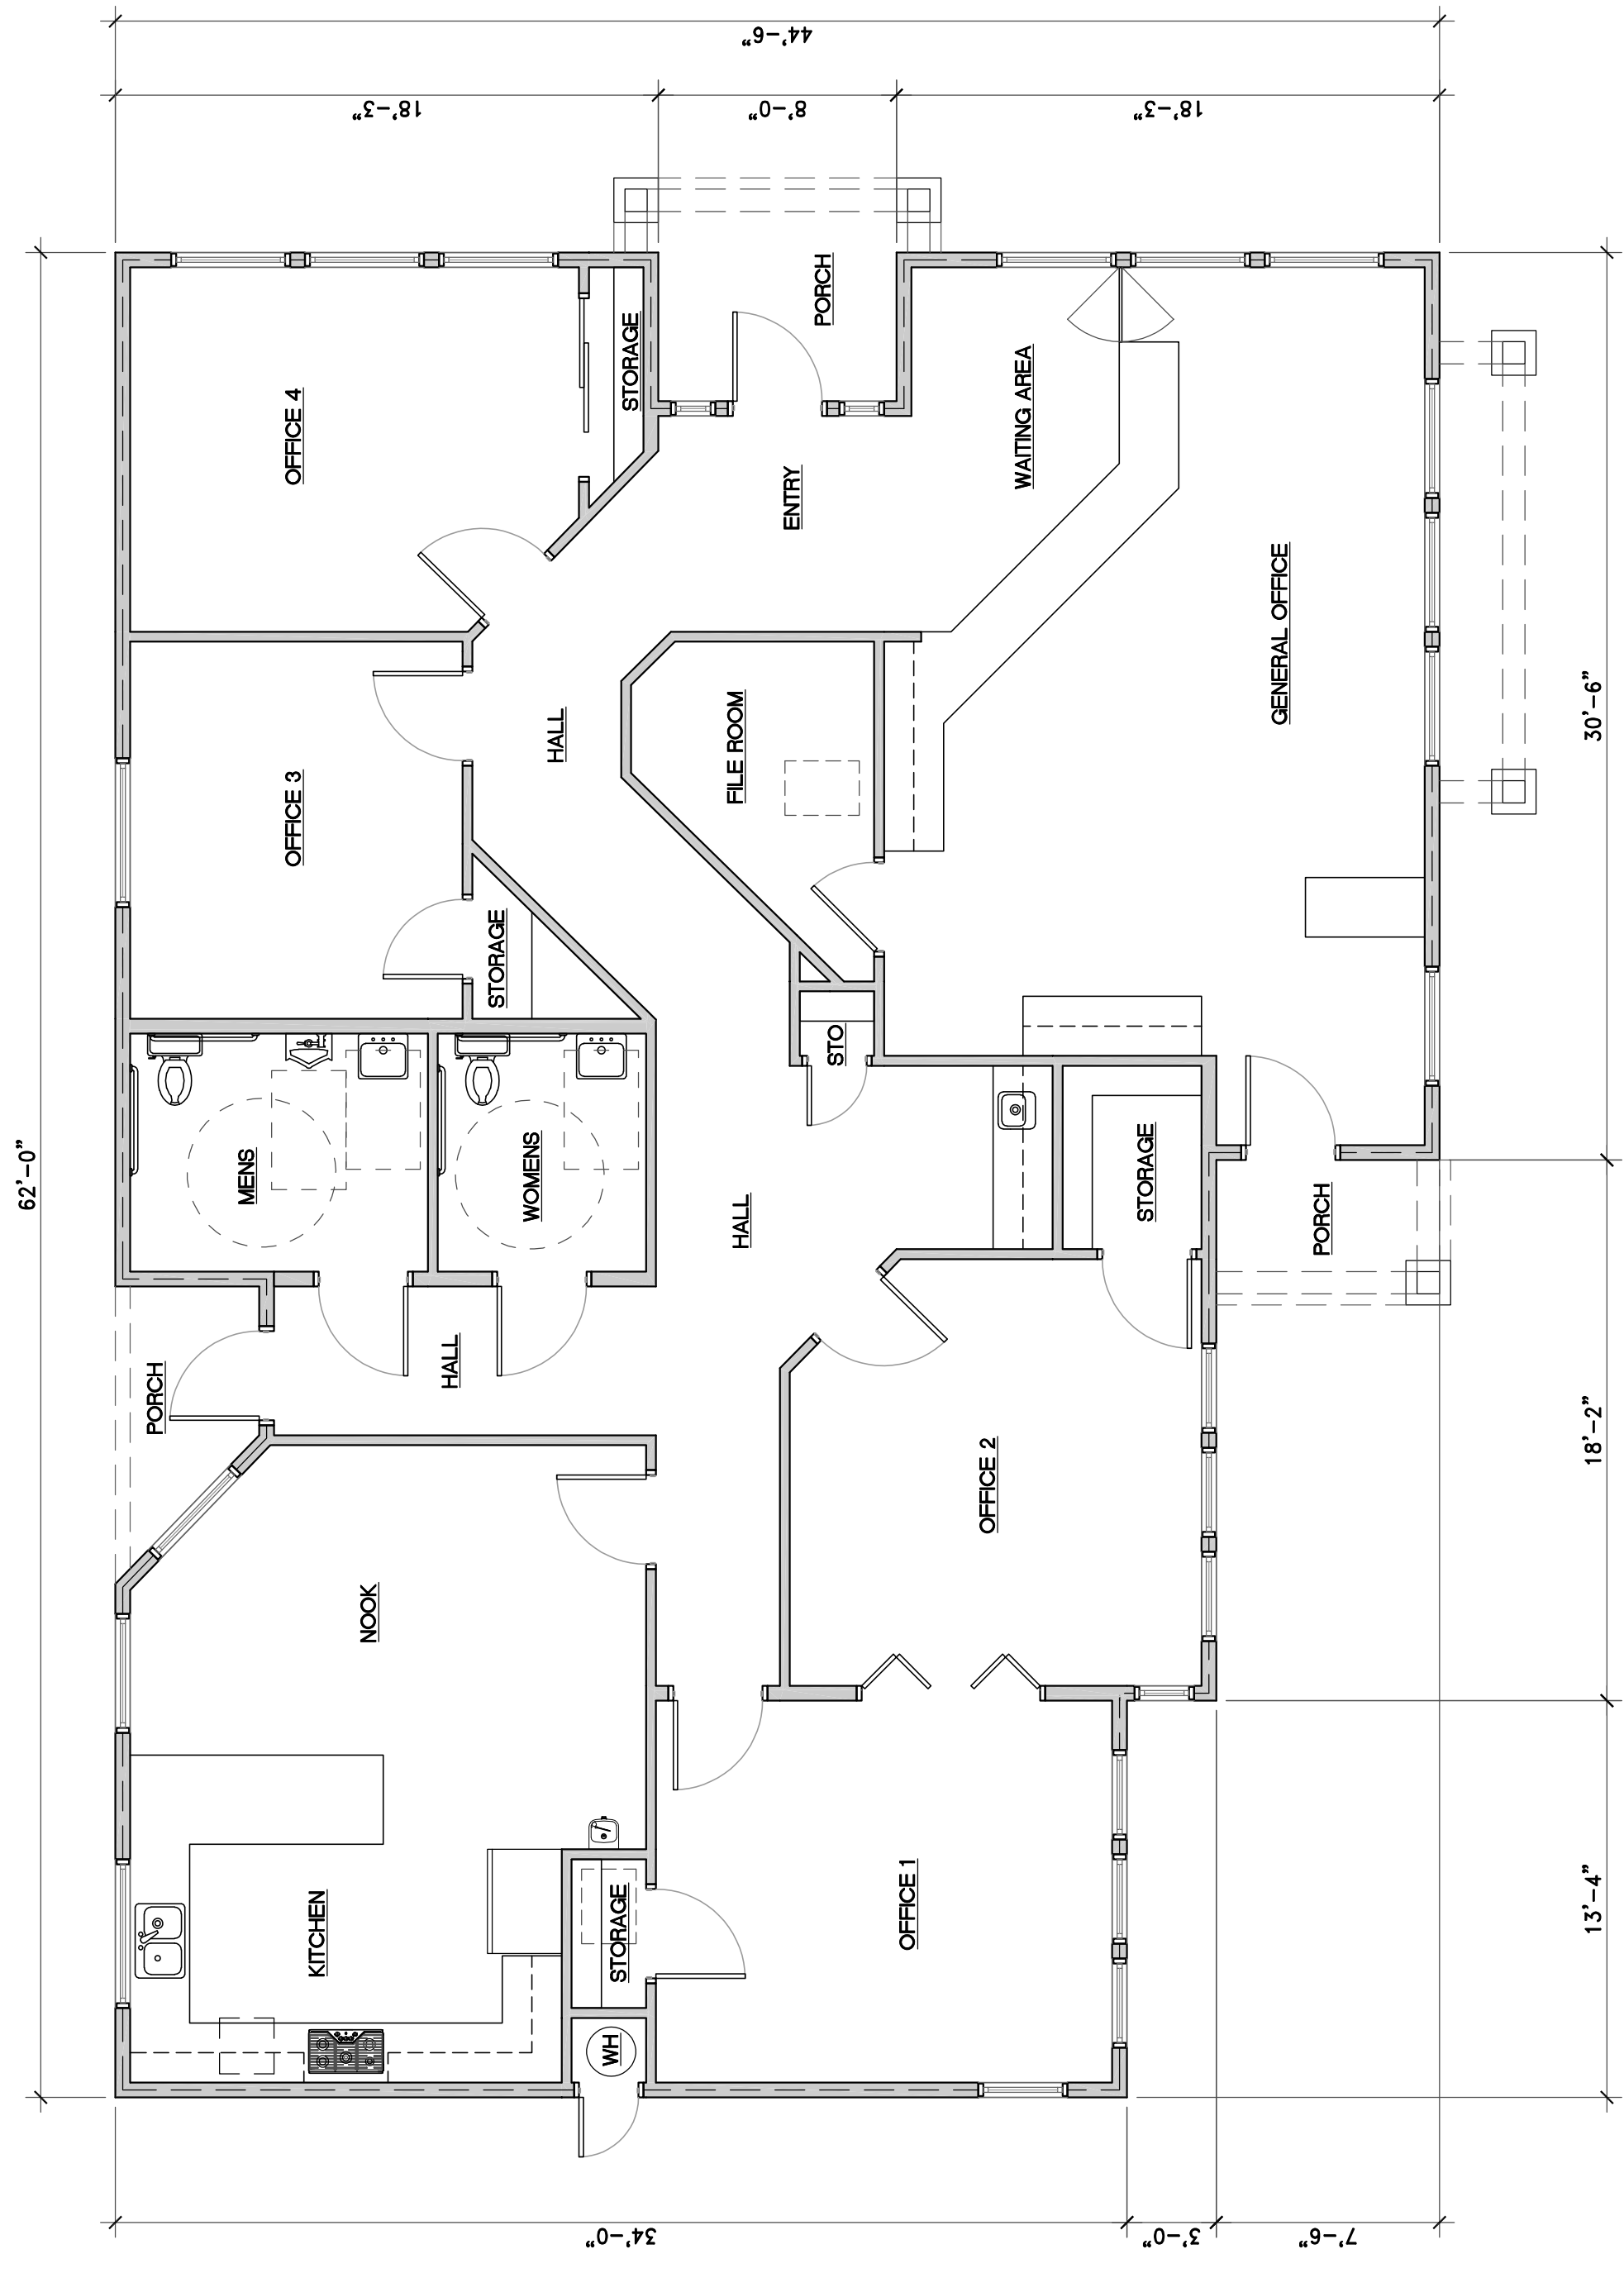 44'-6"
18'-3"
8'-0"
18'-3"
62'-0"
30'-6"
18'-2"
13'-4"
34'-0"
3'-0"
7'-6"
OFFICE 4
STORAGE
PORCH
ENTRY
WAITING AREA
GENERAL OFFICE
OFFICE 3
HALL
FILE ROOM
STORAGE
STO
MENS
WOMENS
HALL
STORAGE
PORCH
PORCH
HALL
NOOK
OFFICE 2
KITCHEN
STORAGE
OFFICE 1
WH